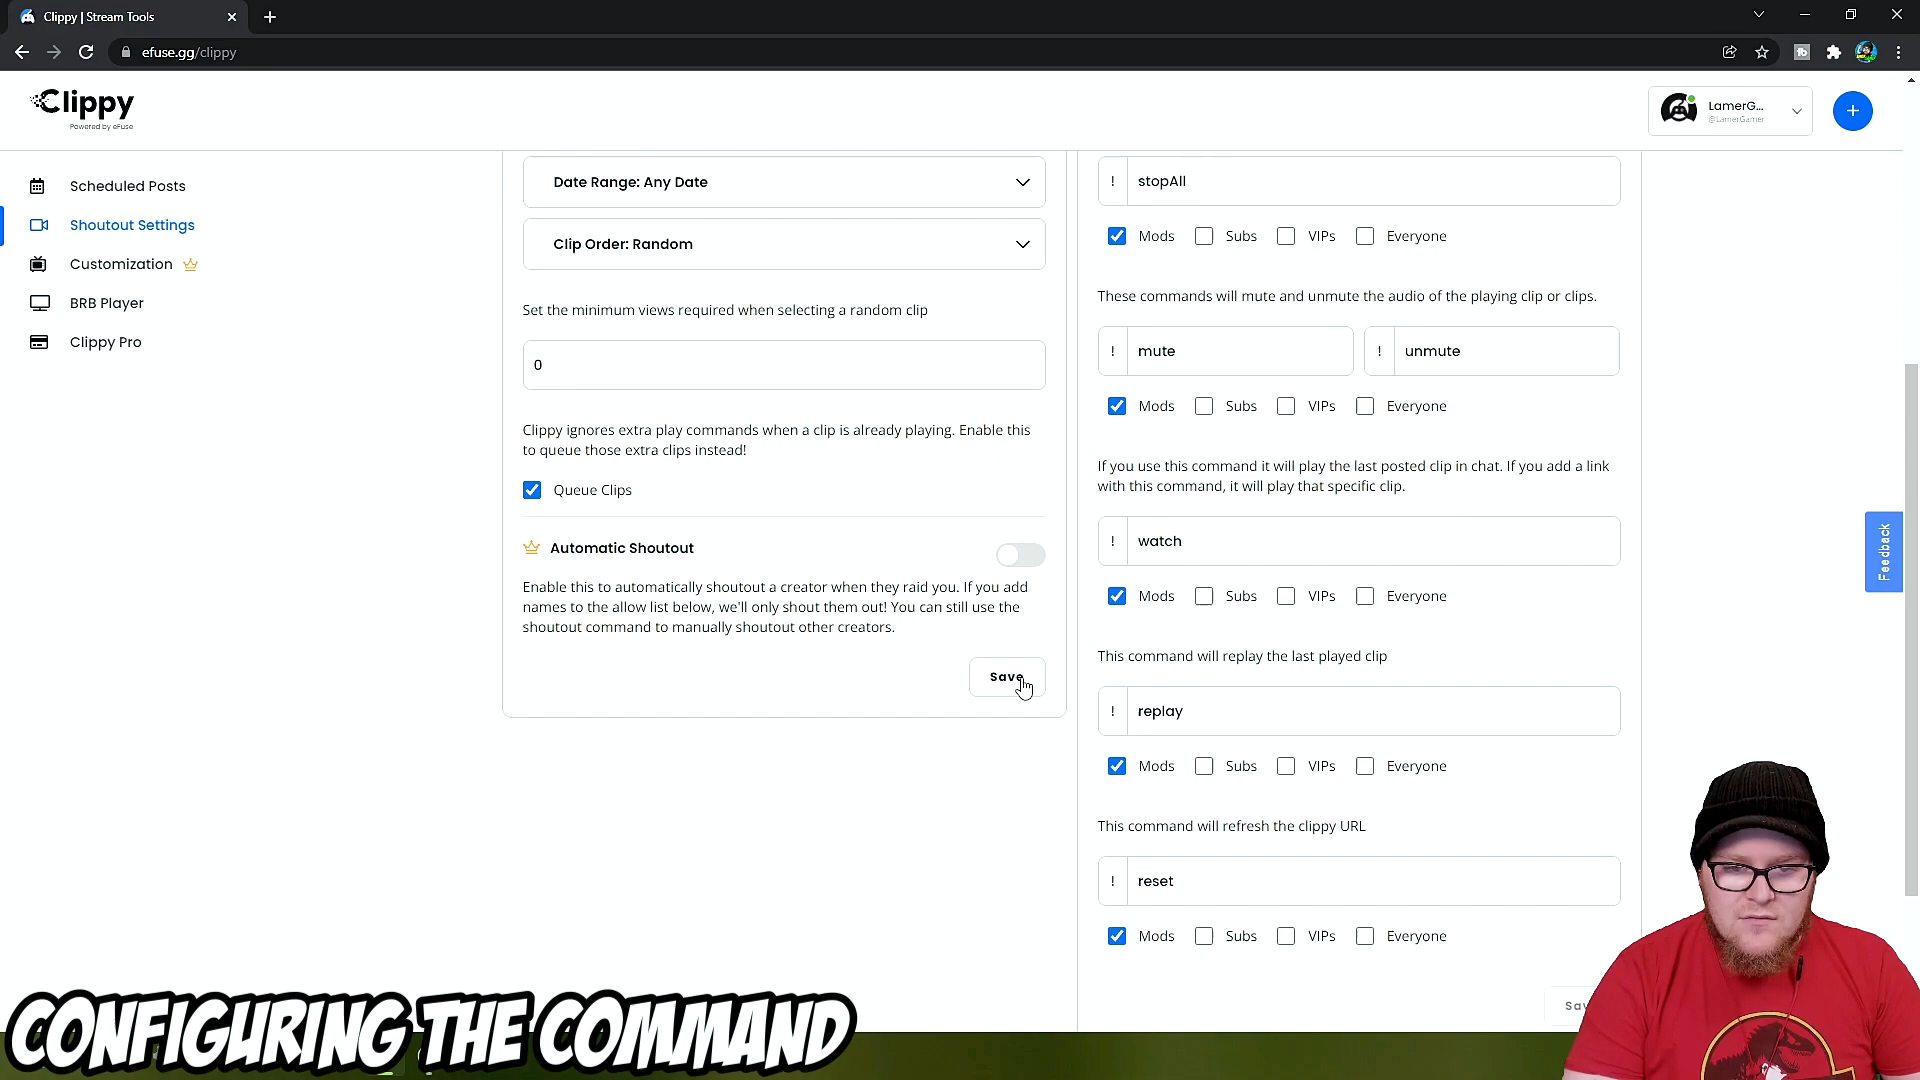 Clippy | Stream Tools
efuse.gg/clippy
Clippy
Powered by eFuse
LamerG...
@LamerGamer
Scheduled Posts
Shoutout Settings
Customization
BRB Player
Clippy Pro
Date Range: Any Date
Clip Order: Random
Set the minimum views required when selecting a random clip
0
Clippy ignores extra play commands when a clip is already playing. Enable this
to queue those extra clips instead!
Queue Clips
Automatic Shoutout
Enable this to automatically shoutout a creator when they raid you. If you add
names to the allow list below, we'll only shout them out! You can still use the
shoutout command to manually shoutout other creators.
Save
! stopAll
Mods Subs VIPs Everyone
These commands will mute and unmute the audio of the playing clip or clips.
! mute ! unmute
Mods Subs VIPs Everyone
If you use this command it will play the last posted clip in chat. If you add a link
with this command, it will play that specific clip.
! watch
Mods Subs VIPs Everyone
This command will replay the last played clip
! replay
Mods Subs VIPs Everyone
This command will refresh the clippy URL
! reset
Mods Subs VIPs Everyone
Feedback
CONFIGURING THE COMMAND